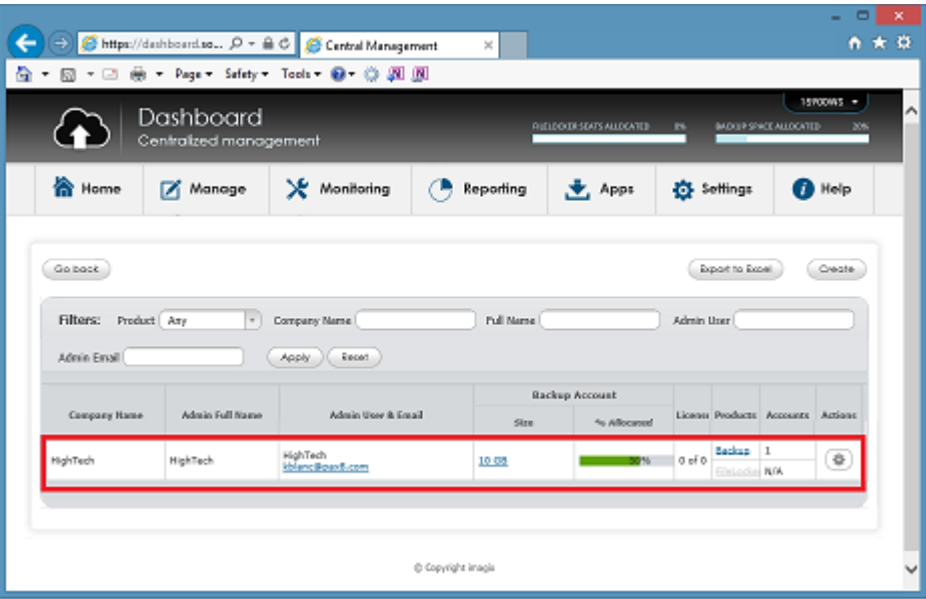 https://dashboard.so...
Central Management
Page Safety Tools
15900WS
Dashboard
Centralized management
FILELOCKER SEATS ALLOCATED 0% BACKUP SPACE ALLOCATED 20%
Home Manage Monitoring Reporting Apps Settings Help
Go back Export to Excel Create
Filters: Product Any Company Name Full Name Admin User
Admin Email Apply Reset
Backup Account
Company Name Admin Full Name Admin User & Email Size % Allocated License Products Accounts Actions
HighTech HighTech HighTech 10 GB 50% 0 of 0 Backup 1
kblanc@pax8.com FileLocker N/A
© Copyright imagis